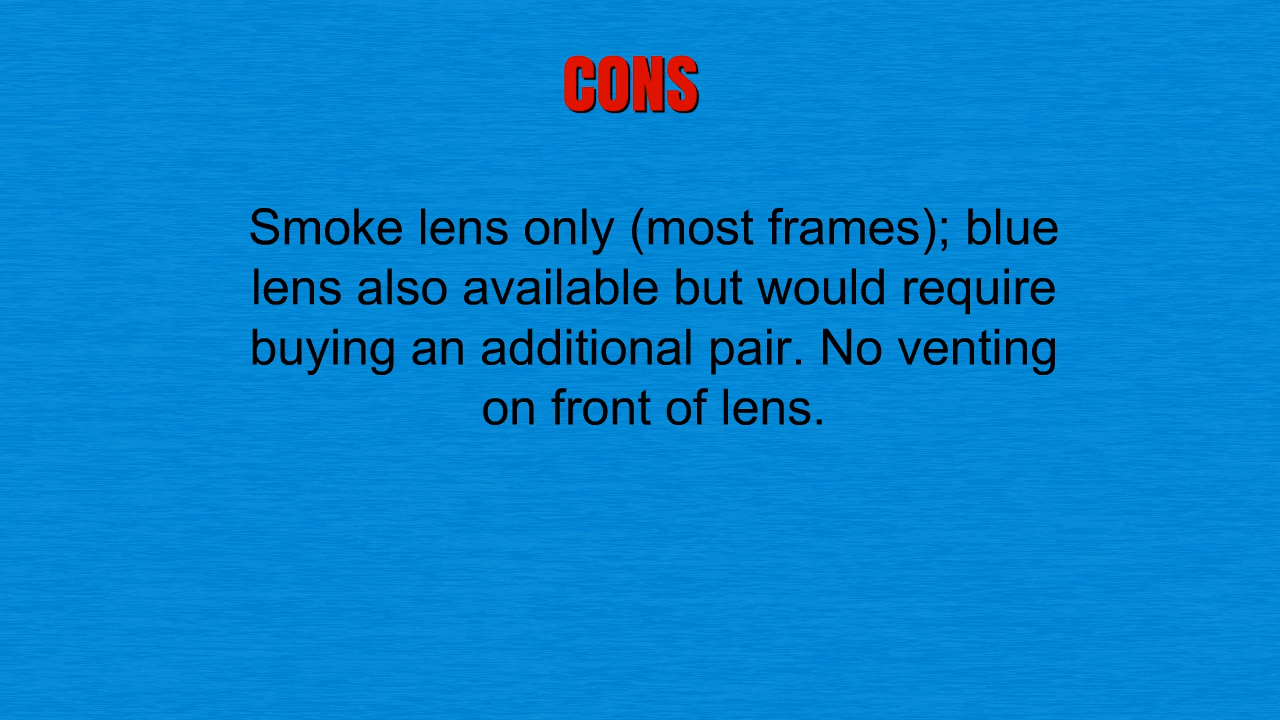 CONS
Smoke lens only (most frames); blue
lens also available but would require
buying an additional pair. No venting
on front of lens.